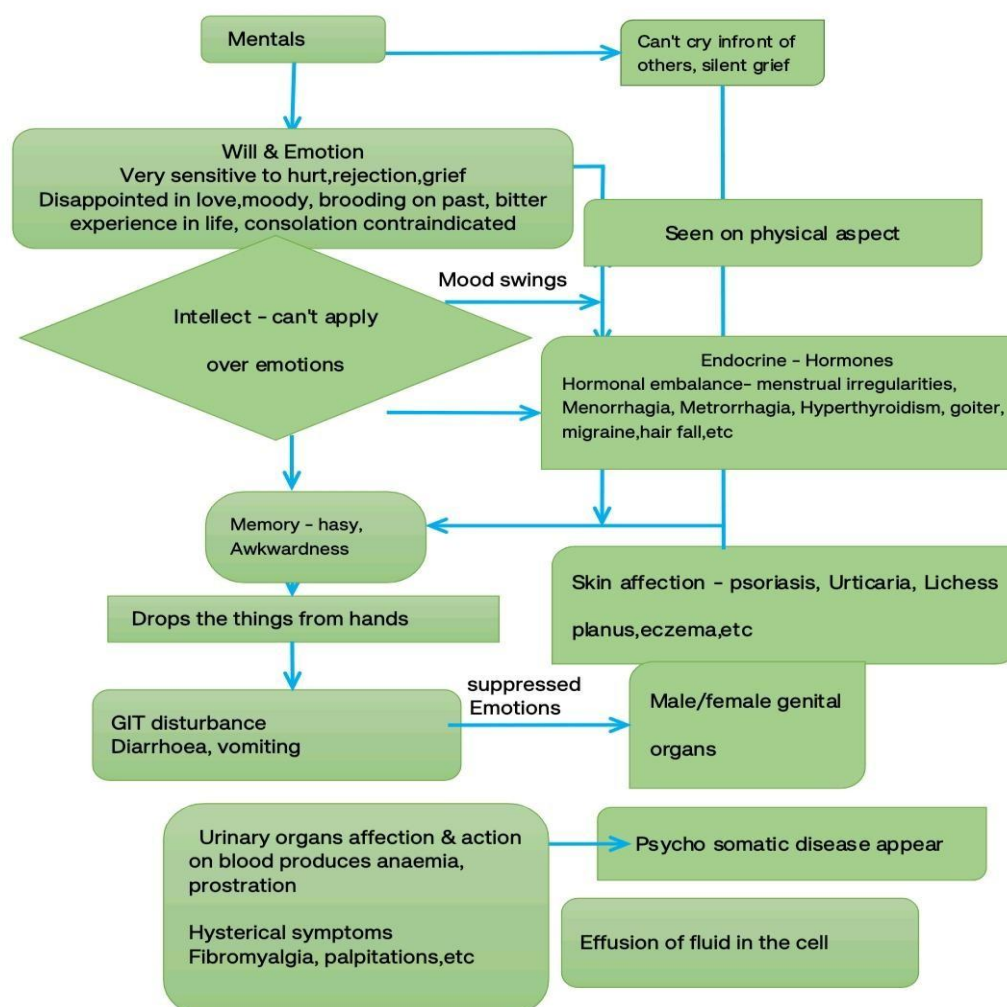 Mentals
Can't cry infront of
others, silent grief
Will & Emotion
Very sensitive to hurt,rejection,grief
Disappointed in love,moody, brooding on past, bitter
experience in life, consolation contraindicated
Seen on physical aspect
Mood swings
Intellect - can't apply
over emotions
Endocrine - Hormones
Hormonal embalance- menstrual irregularities,
Menorrhagia, Metrorrhagia, Hyperthyroidism, goiter,
migraine,hair fall,etc
Memory - hasy,
Awkwardness
Skin affection - psoriasis, Urticaria, Lichess
planus,eczema,etc
Drops the things from hands
suppressed
Emotions
GIT disturbance
Diarrhoea, vomiting
Male/female genital
organs
Urinary organs affection & action
on blood produces anaemia,
prostration
Hysterical symptoms
Fibromyalgia, palpitations,etc
Psycho somatic disease appear
Effusion of fluid in the cell